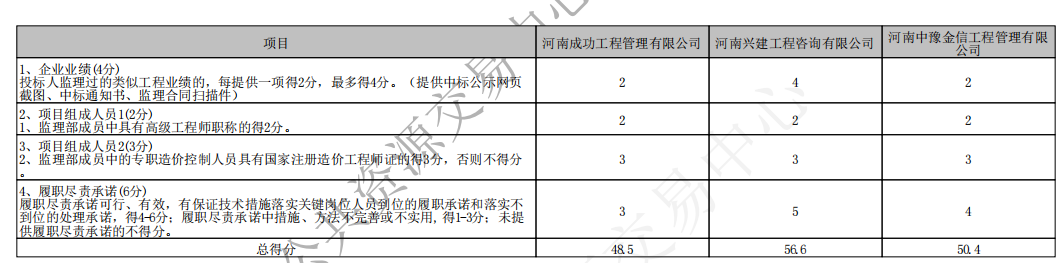 项目 河南成功工程管理有限公司 河南兴建工程咨询有限公司 河南中豫金信工程管理有限
公司
1、企业业绩(4分)
投标人监理过的类似工程业绩的，每提供一项得2分，最多得4分。（提供中标公示网页
截图、中标通知书、监理合同扫描件）
2 4 2
2、项目组成人员1(2分)
1、监理部成员中具有高级工程师职称的得2分。
2 2 2
3、项目组成人员2(3分)
2、监理部成员中的专职造价控制人员具有国家注册造价工程师证的得3分，否则不得分
。
3 3 3
4、履职尽责承诺(6分)
履职尽责承诺可行、有效，有保证技术措施落实关键岗位人员到位的履职承诺和落实不
到位的处理承诺，得4-6分；履职尽责承诺中措施、方法不完善或不实用，得1-3分；未提
供履职尽责承诺的不得分。
3 5 4
总得分 48.5 56.6 50.4
公共资源交易中心
交易中心